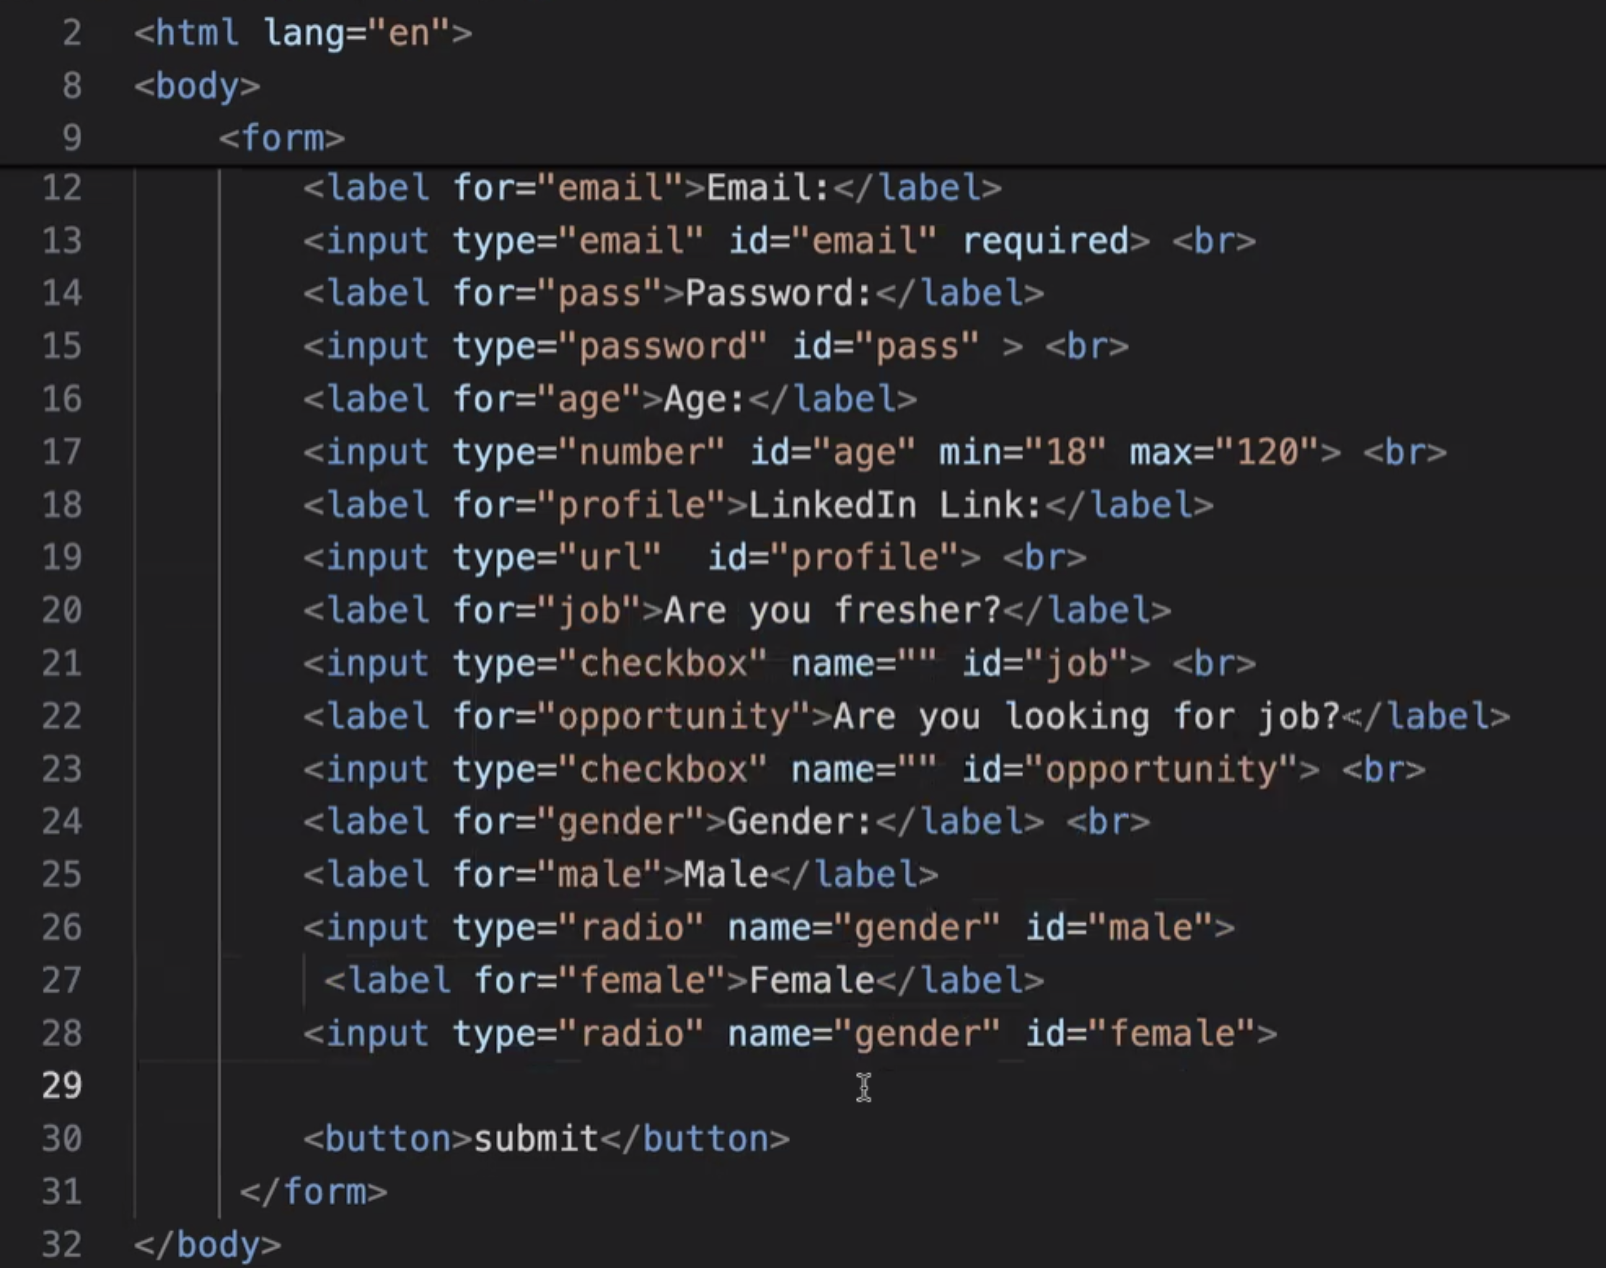 2 <html lang="en">
8 <body>
9 <form>
12 <label for="email">Email:</label>
13 <input type="email" id="email" required> <br>
14 <label for="pass">Password:</label>
15 <input type="password" id="pass" > <br>
16 <label for="age">Age:</label>
17 <input type="number" id="age" min="18" max="120"> <br>
18 <label for="profile">LinkedIn Link:</label>
19 <input type="url"  id="profile"> <br>
20 <label for="job">Are you fresher?</label>
21 <input type="checkbox" name="" id="job"> <br>
22 <label for="opportunity">Are you looking for job?</label>
23 <input type="checkbox" name="" id="opportunity"> <br>
24 <label for="gender">Gender:</label> <br>
25 <label for="male">Male</label>
26 <input type="radio" name="gender" id="male">
27 <label for="female">Female</label>
28 <input type="radio" name="gender" id="female">
29
30 <button>submit</button>
31 </form>
32 </body>